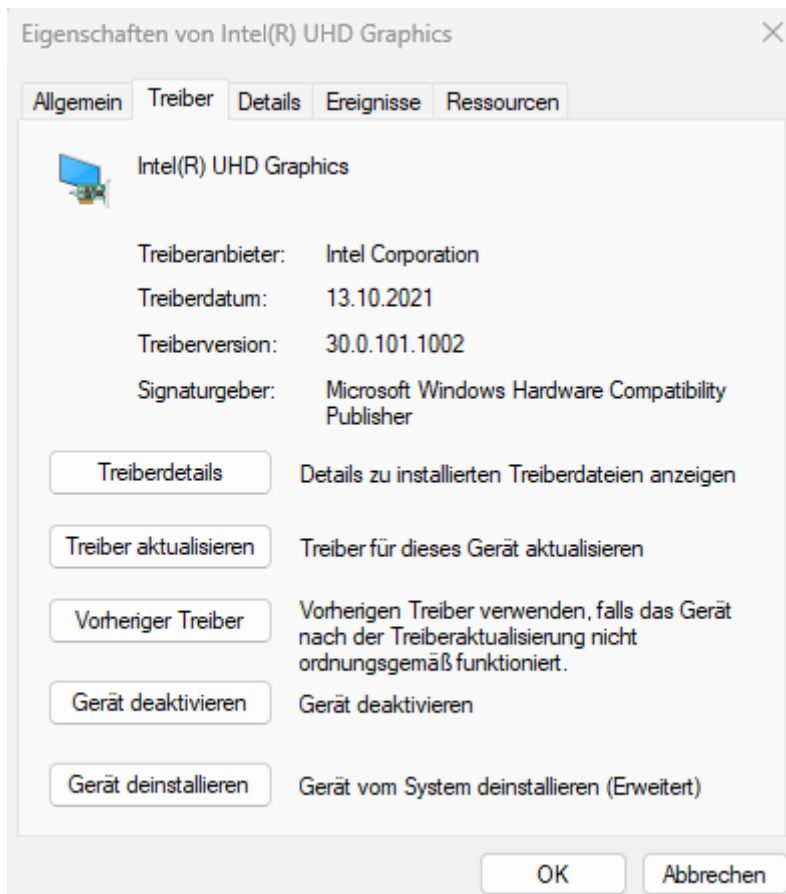 Eigenschaften von Intel(R) UHD Graphics
Allgemein Treiber Details Ereignisse Ressourcen
Intel(R) UHD Graphics
Treiberanbieter: Intel Corporation
Treiberdatum: 13.10.2021
Treiberversion: 30.0.101.1002
Signaturgeber: Microsoft Windows Hardware Compatibility
Publisher
Treiberdetails Details zu installierten Treiberdateien anzeigen
Treiber aktualisieren Treiber für dieses Gerät aktualisieren
Vorheriger Treiber Vorherigen Treiber verwenden, falls das Gerät
nach der Treiberaktualisierung nicht
ordnungsgemäß funktioniert.
Gerät deaktivieren Gerät deaktivieren
Gerät deinstallieren Gerät vom System deinstallieren (Erweitert)
OK Abbrechen